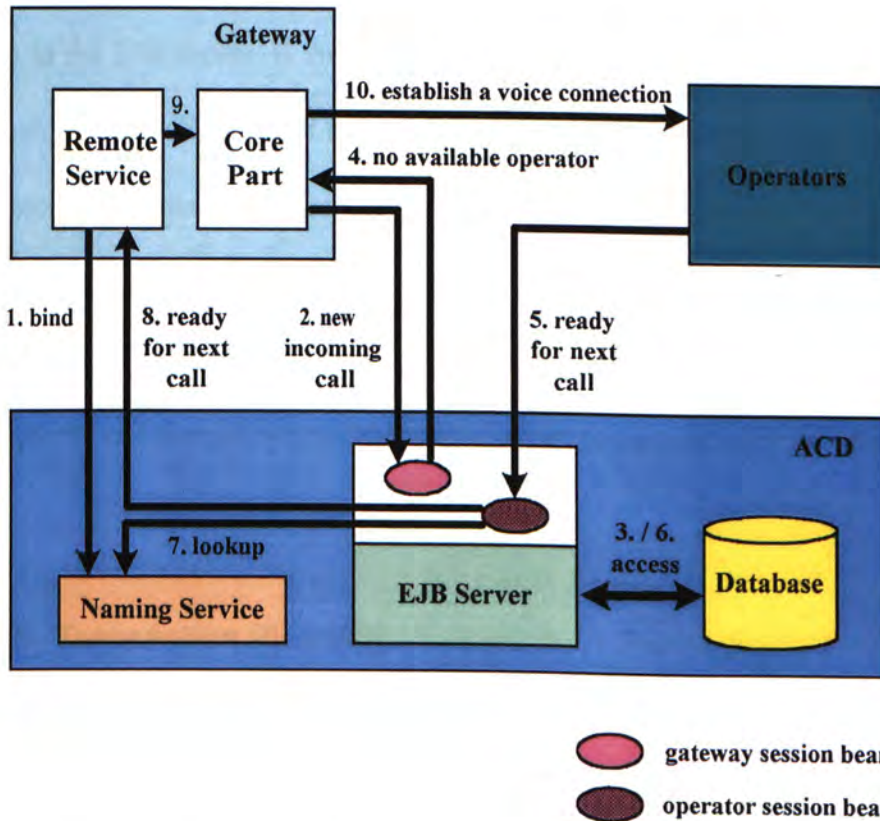 Gateway
Remote
Service
9.
Core
Part
10. establish a voice connection
4. no available operator
Operators
1. bind
8. ready
for next
call
2. new
incoming
call
5. ready
for next
call
ACD
7. lookup
3. / 6.
access
Naming Service
EJB Server
Database
gateway session bea
operator session bea